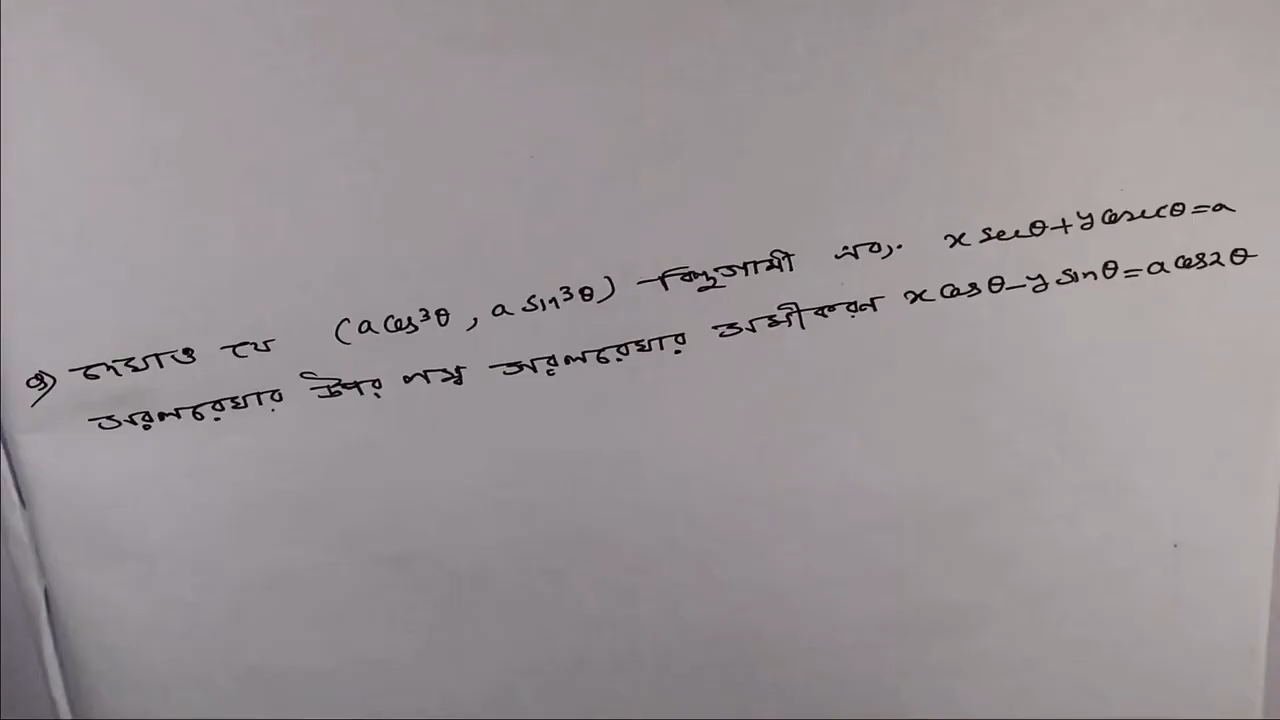 ৩) দেখাও যে (a cos³θ, a sin³θ) বিন্দুগামী এবং x secθ + y cosecθ = a
সরলরেখার উপর লম্ব সরলরেখার সমীকরণ x cosθ - y sinθ = a cos2θ